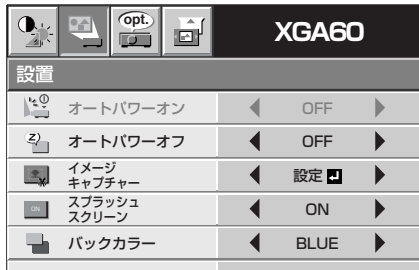 opt.
XGA60
設置
オートパワーオン OFF
オートパワーオフ OFF
イメージ
キャプチャー
設定
スプラッシュ
スクリーン
ON
バックカラー BLUE